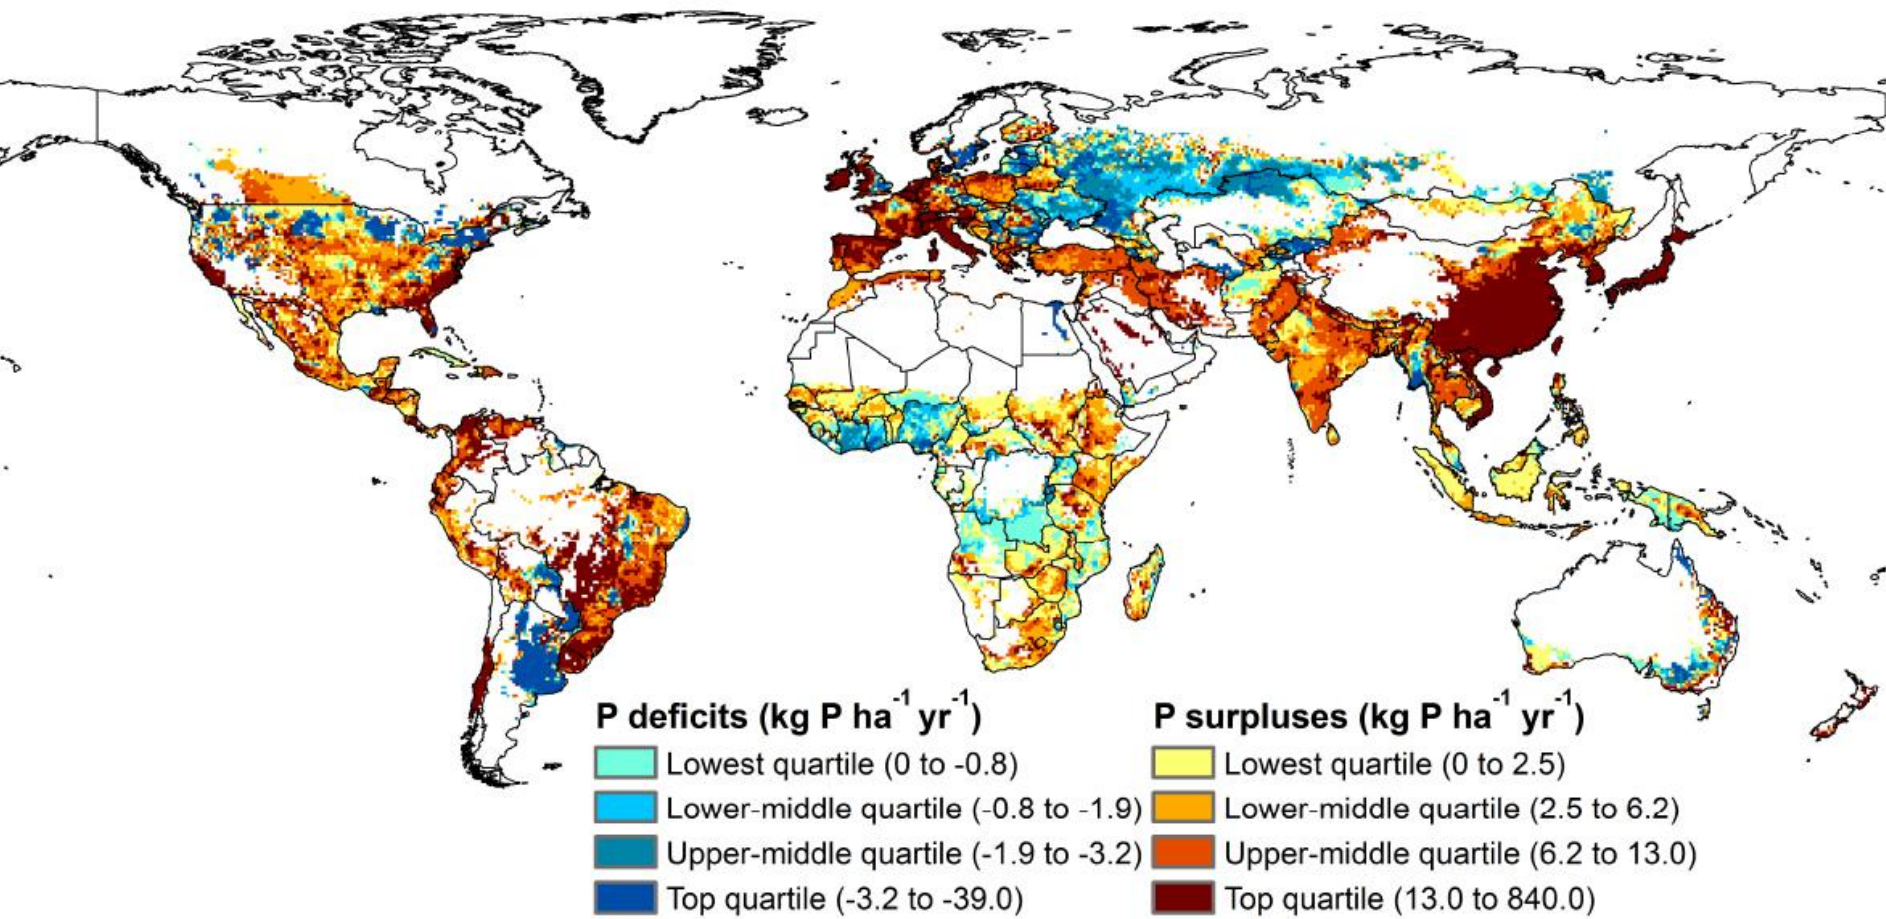 P deficits (kg P ha⁻¹ yr⁻¹)
Lowest quartile (0 to -0.8)
Lower-middle quartile (-0.8 to -1.9)
Upper-middle quartile (-1.9 to -3.2)
Top quartile (-3.2 to -39.0)
P surpluses (kg P ha⁻¹ yr⁻¹)
Lowest quartile (0 to 2.5)
Lower-middle quartile (2.5 to 6.2)
Upper-middle quartile (6.2 to 13.0)
Top quartile (13.0 to 840.0)